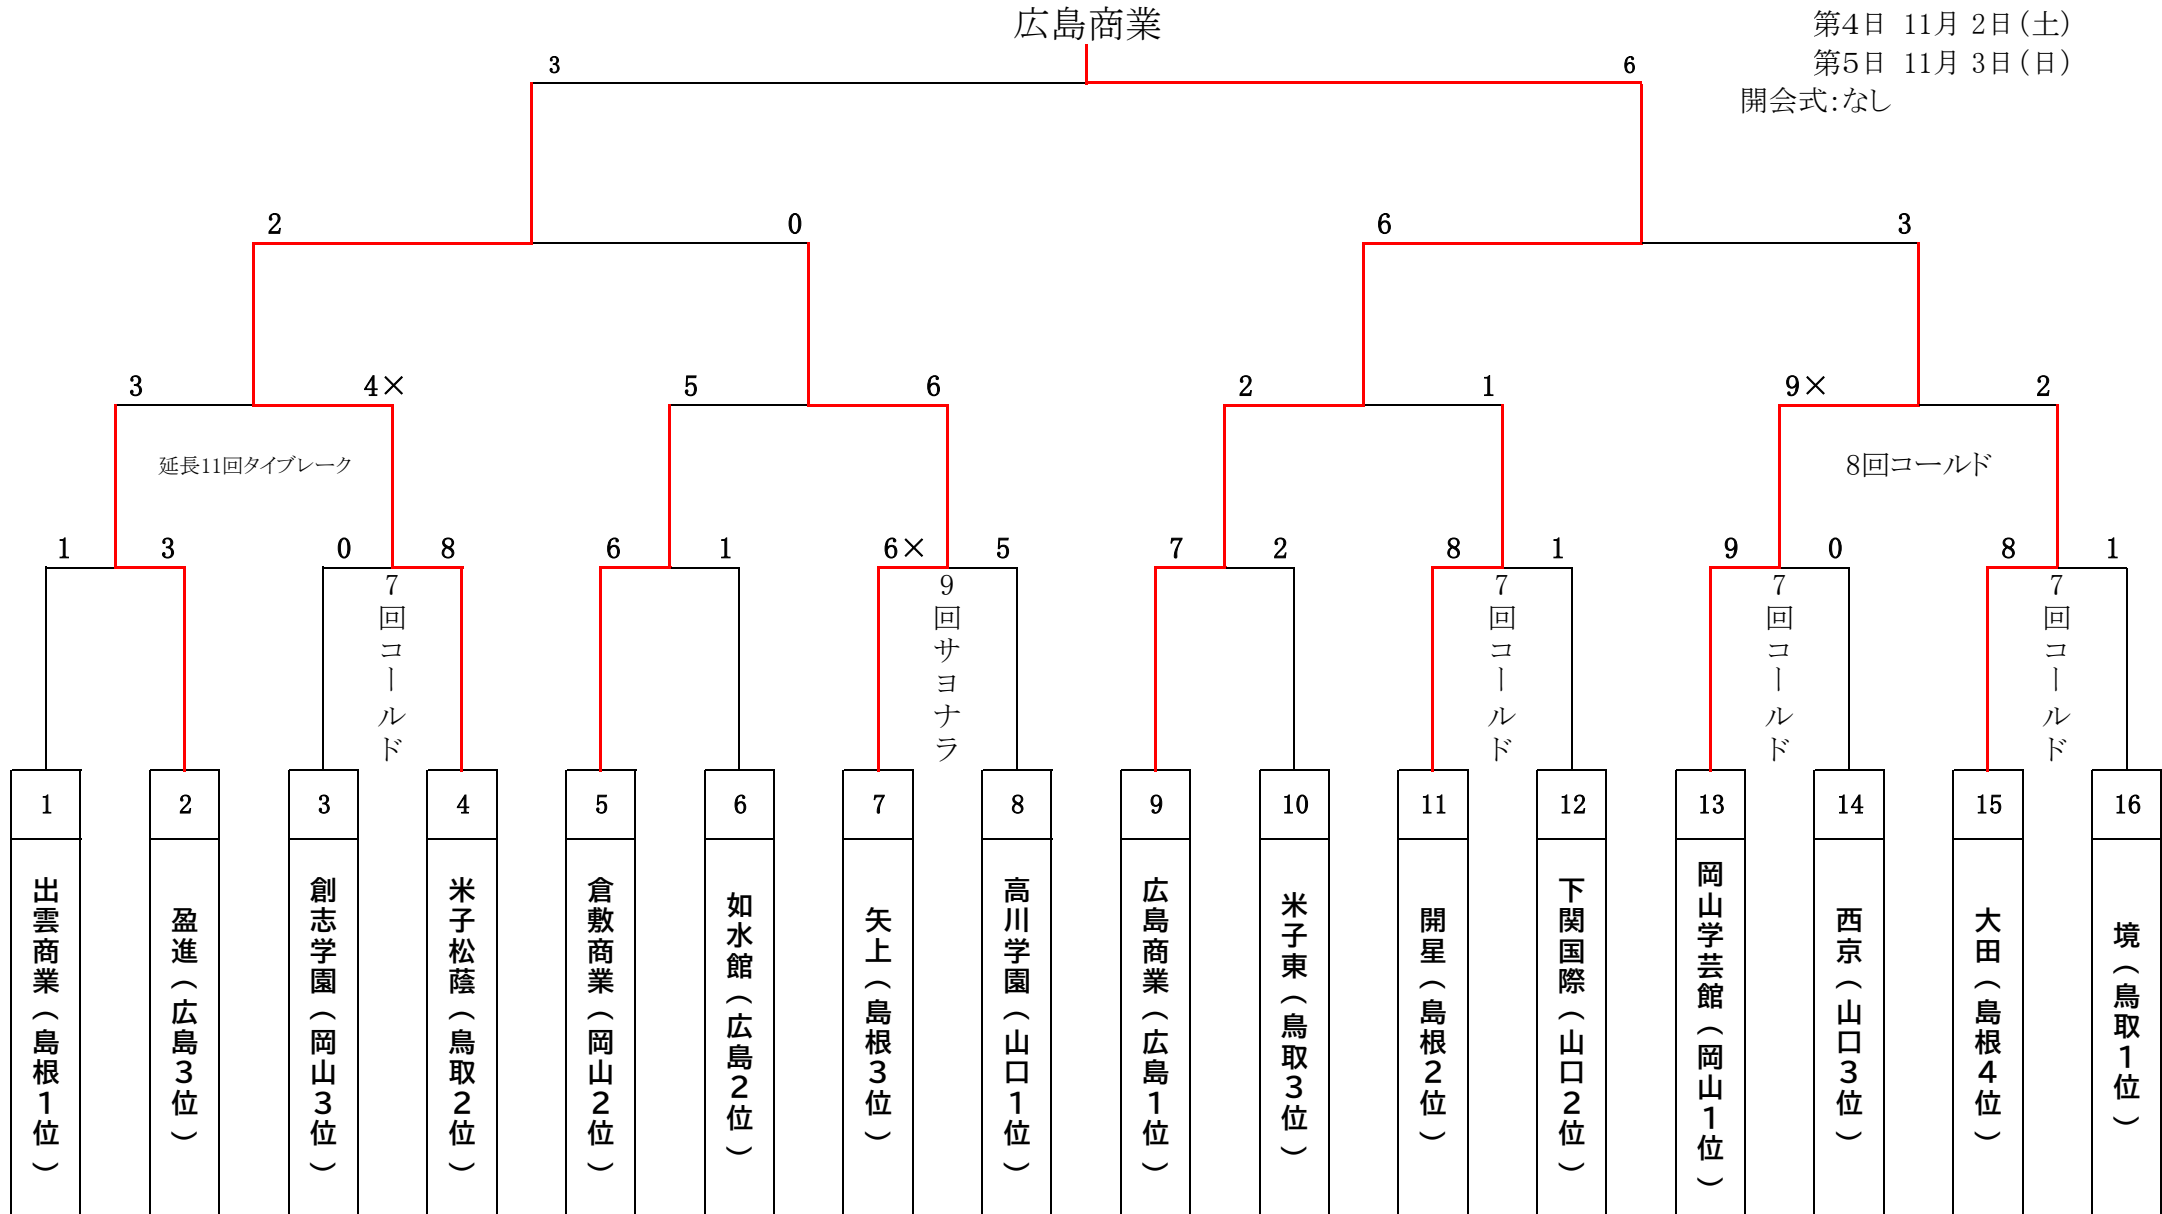 広島商業
第4日 11月 2日(土)
第5日 11月 3日(日)
開会式:なし
3 6
2 0 6 3
3 4× 5 6 2 1 9× 2
延長11回タイブレーク
8回コールド
1 3 0 8 6 1 6× 5 7 2 8 1 9 0 8 1
7回コールド
9回サヨナラ
7回コールド
7回コールド
7回コールド
1 2 3 4 5 6 7 8 9 10 11 12 13 14 15 16
出雲商業(島根1位)
盈進(広島3位)
創志学園(岡山3位)
米子松蔭(鳥取2位)
倉敷商業(岡山2位)
如水館(広島2位)
矢上(島根3位)
高川学園(山口1位)
広島商業(広島1位)
米子東(鳥取3位)
開星(島根2位)
下関国際(山口2位)
岡山学芸館(岡山1位)
西京(山口3位)
大田(島根4位)
境(鳥取1位)